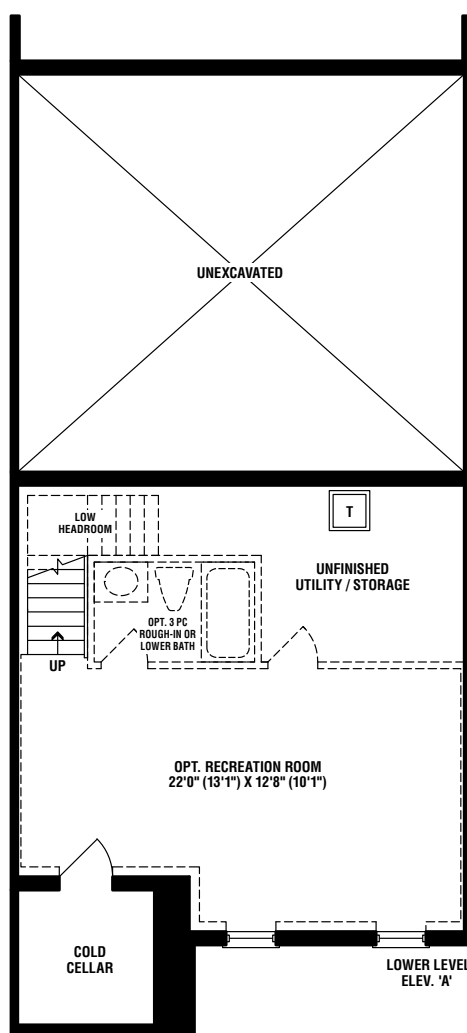 UNEXCAVATED
LOW
HEADROOM
T
UNFINISHED
UTILITY / STORAGE
OPT. 3 PC
ROUGH-IN OR
LOWER BATH
UP
OPT. RECREATION ROOM
22'0" (13'1") X 12'8" (10'1")
COLD
CELLAR
LOWER LEVEL
ELEV. 'A'